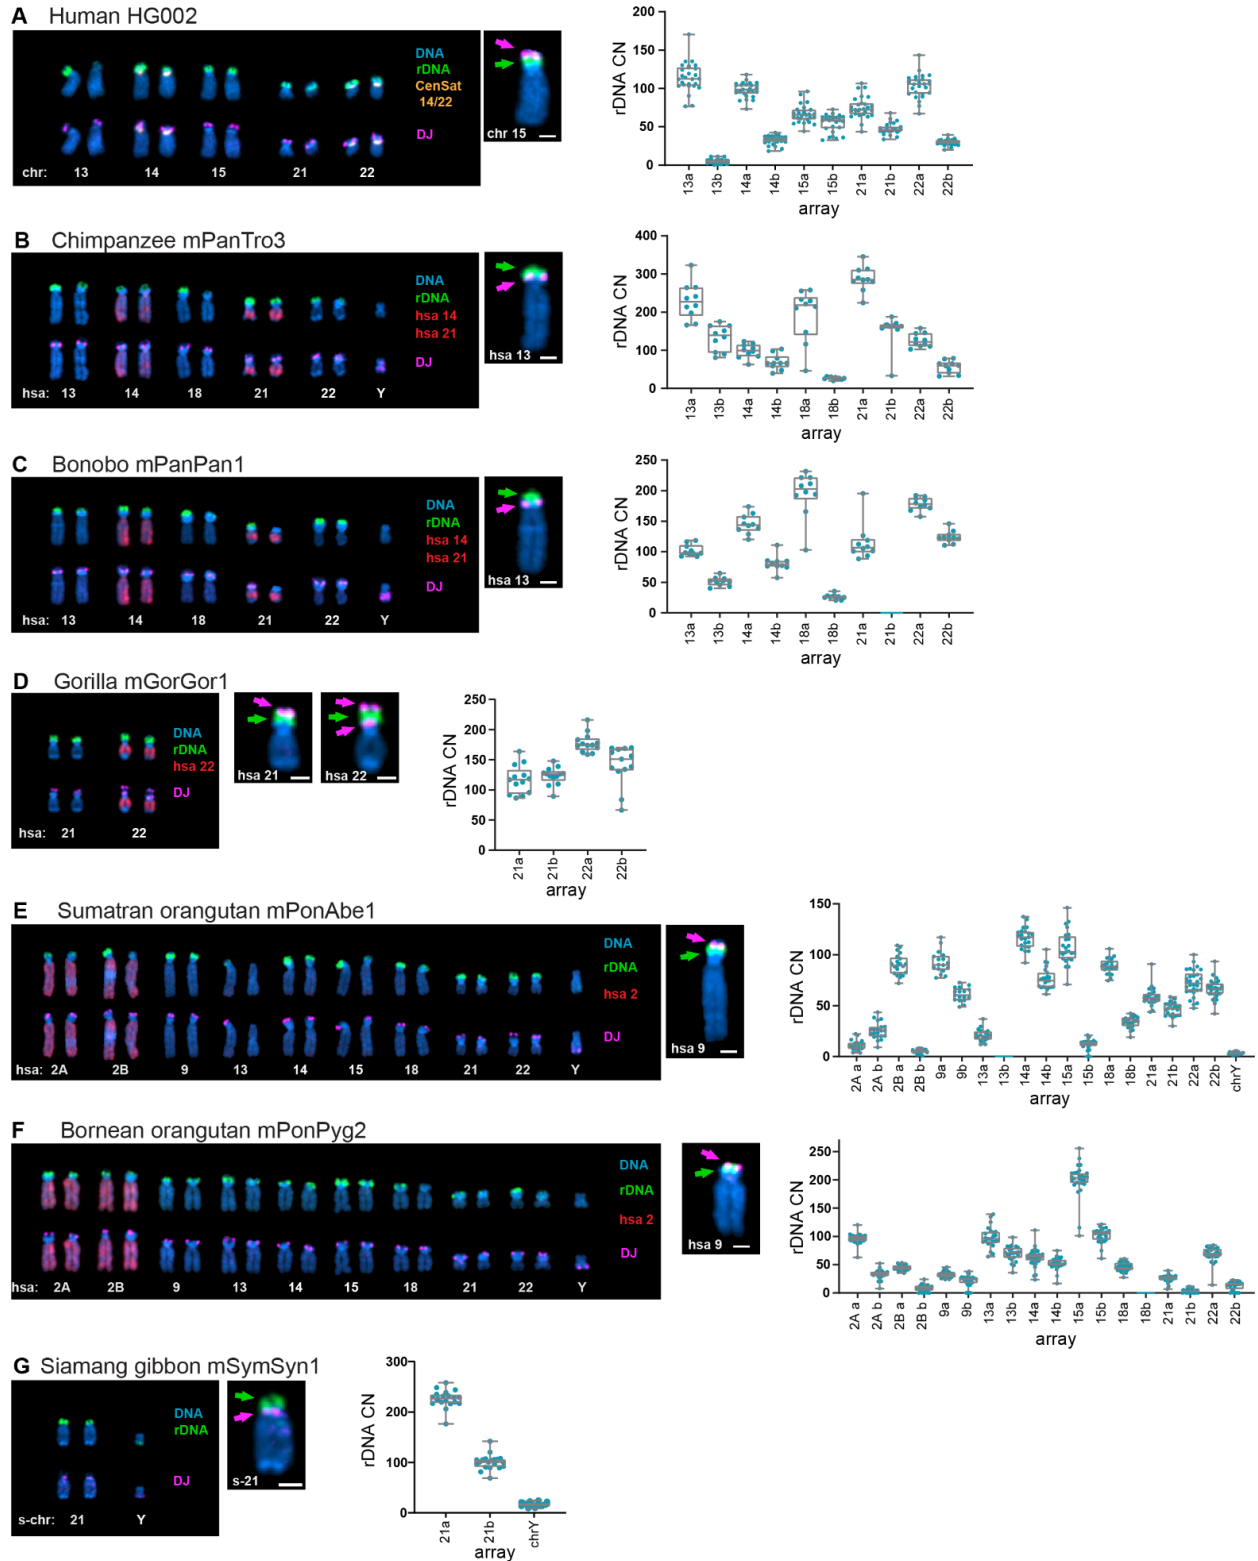 A Human HG002
DNA
rDNA
CenSat
14/22
DJ
chr: 13 14 15 21 22
chr 15
rDNA CN
200
150
100
50
0
13a 13b 14a 14b 15a 15b 21a 21b 22a 22b
array
B Chimpanzee mPanTro3
DNA
rDNA
hsa 14
hsa 21
DJ
hsa: 13 14 18 21 22 Y
hsa 13
rDNA CN
400
300
200
100
0
13a 13b 14a 14b 18a 18b 21a 21b 22a 22b
array
C Bonobo mPanPan1
DNA
rDNA
hsa 14
hsa 21
DJ
hsa: 13 14 18 21 22 Y
hsa 13
rDNA CN
250
200
150
100
50
0
13a 13b 14a 14b 18a 18b 21a 21b 22a 22b
array
D Gorilla mGorGor1
DNA
rDNA
hsa 22
DJ
hsa: 21 22
hsa 21
hsa 22
rDNA CN
250
200
150
100
50
0
21a 21b 22a 22b
array
E Sumatran orangutan mPonAbe1
DNA
rDNA
hsa 2
DJ
hsa: 2A 2B 9 13 14 15 18 21 22 Y
hsa 9
rDNA CN
150
100
50
0
2A a 2A b 2B a 2B b 9a 9b 13a 13b 14a 14b 15a 15b 18a 18b 21a 21b 22a 22b chrY
array
F Bornean orangutan mPonPyg2
DNA
rDNA
hsa 2
DJ
hsa: 2A 2B 9 13 14 15 18 21 22 Y
hsa 9
rDNA CN
250
200
150
100
50
0
2A a 2A b 2B a 2B b 9a 9b 13a 13b 14a 14b 15a 15b 18a 18b 21a 21b 22a 22b
array
G Siamang gibbon mSymSyn1
DNA
rDNA
DJ
s-chr: 21 Y
s-21
rDNA CN
300
200
100
0
21a 21b chrY
array